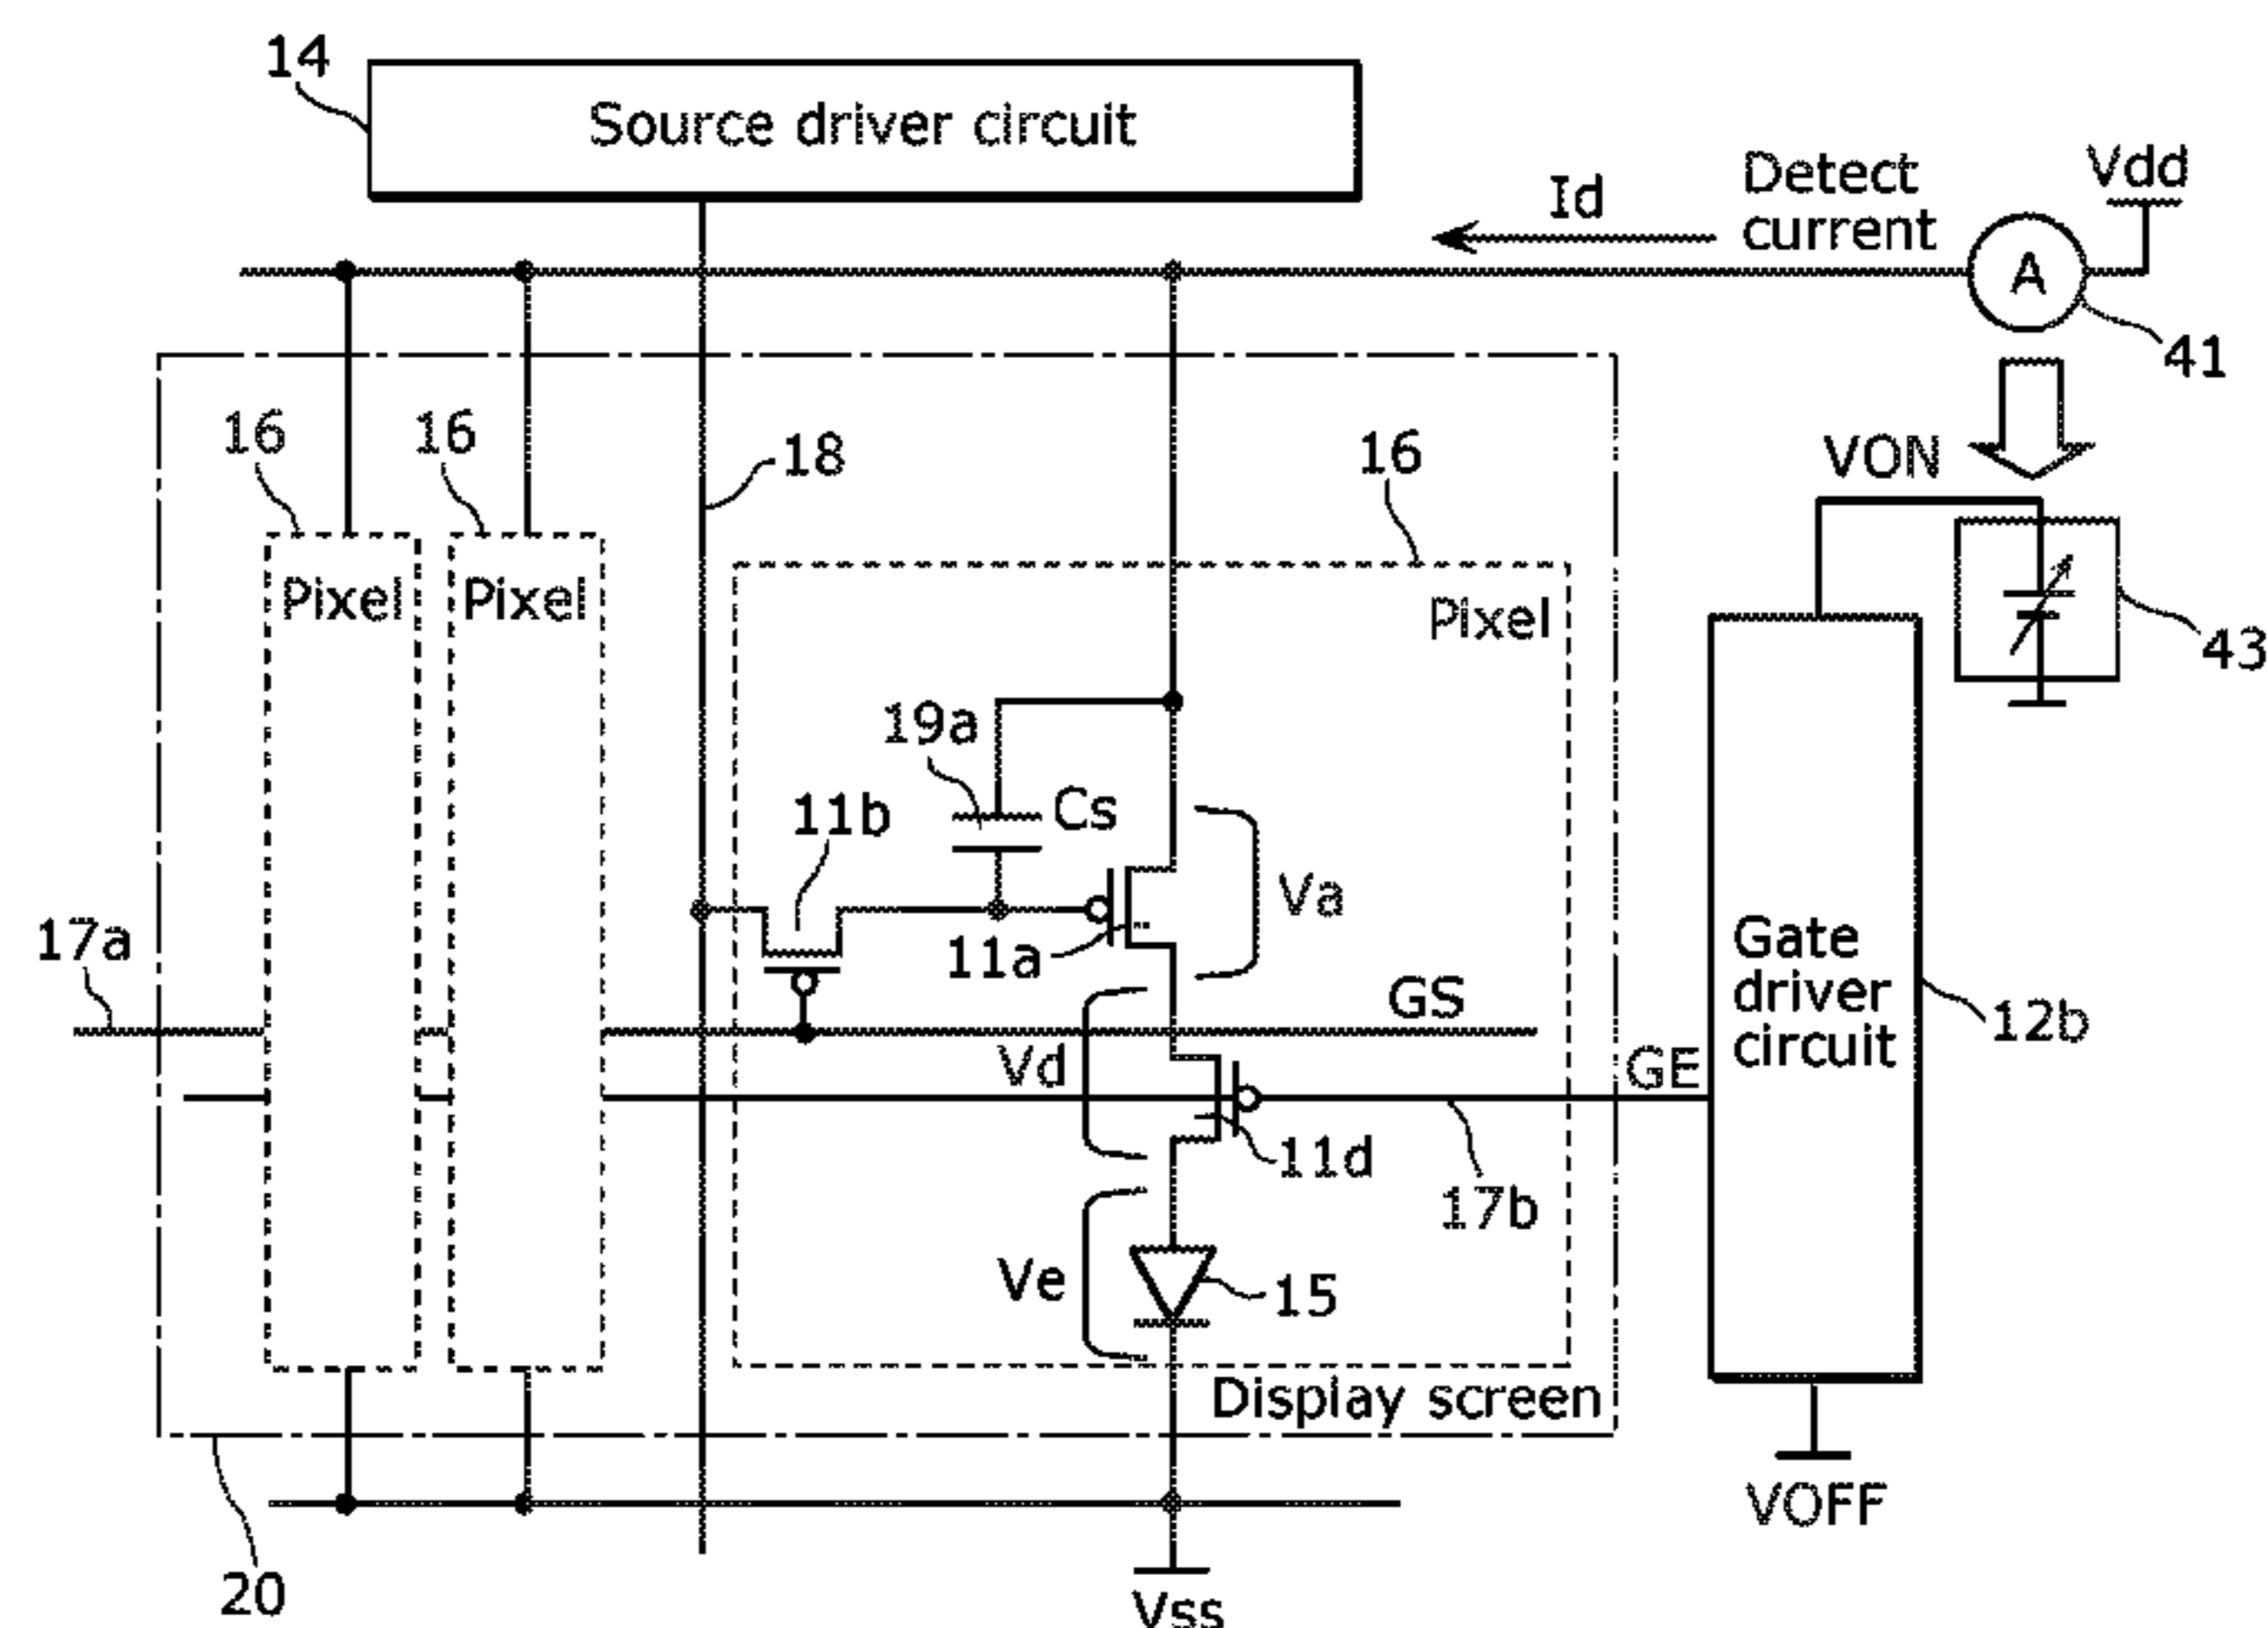 14
Source driver circuit
Id
Detect
current
Vdd
A
41
16
16
18
16
VON
Pixel
Pixel
Pixel
43
19a
Cs
11b
Va
17a
11a
Gate
driver
circuit
GS
12b
Vd
GE
11d
17b
Ve
15
Display screen
VOFF
20
Vss